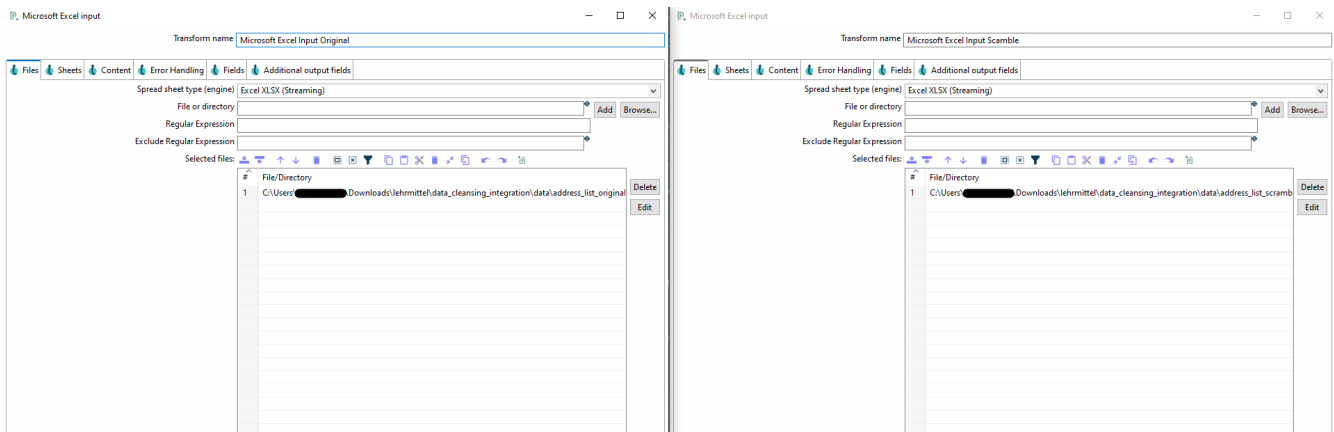 Microsoft Excel input
Transform name Microsoft Excel Input Original
Files Sheets Content Error Handling Fields Additional output fields
Spread sheet type (engine) Excel XLSX (Streaming)
File or directory Add Browse...
Regular Expression
Exclude Regular Expression
Selected files:
# File/Directory
1 C:\Users\ .Downloads\lehrmittel\data_cleansing_integration\data\address_list_original
Delete
Edit
Microsoft Excel input
Transform name Microsoft Excel Input Scamble
Files Sheets Content Error Handling Fields Additional output fields
Spread sheet type (engine) Excel XLSX (Streaming)
File or directory Add Browse...
Regular Expression
Exclude Regular Expression
Selected files:
# File/Directory
1 C:\Users\ .Downloads\lehrmittel\data_cleansing_integration\data\address_list_scramb
Delete
Edit